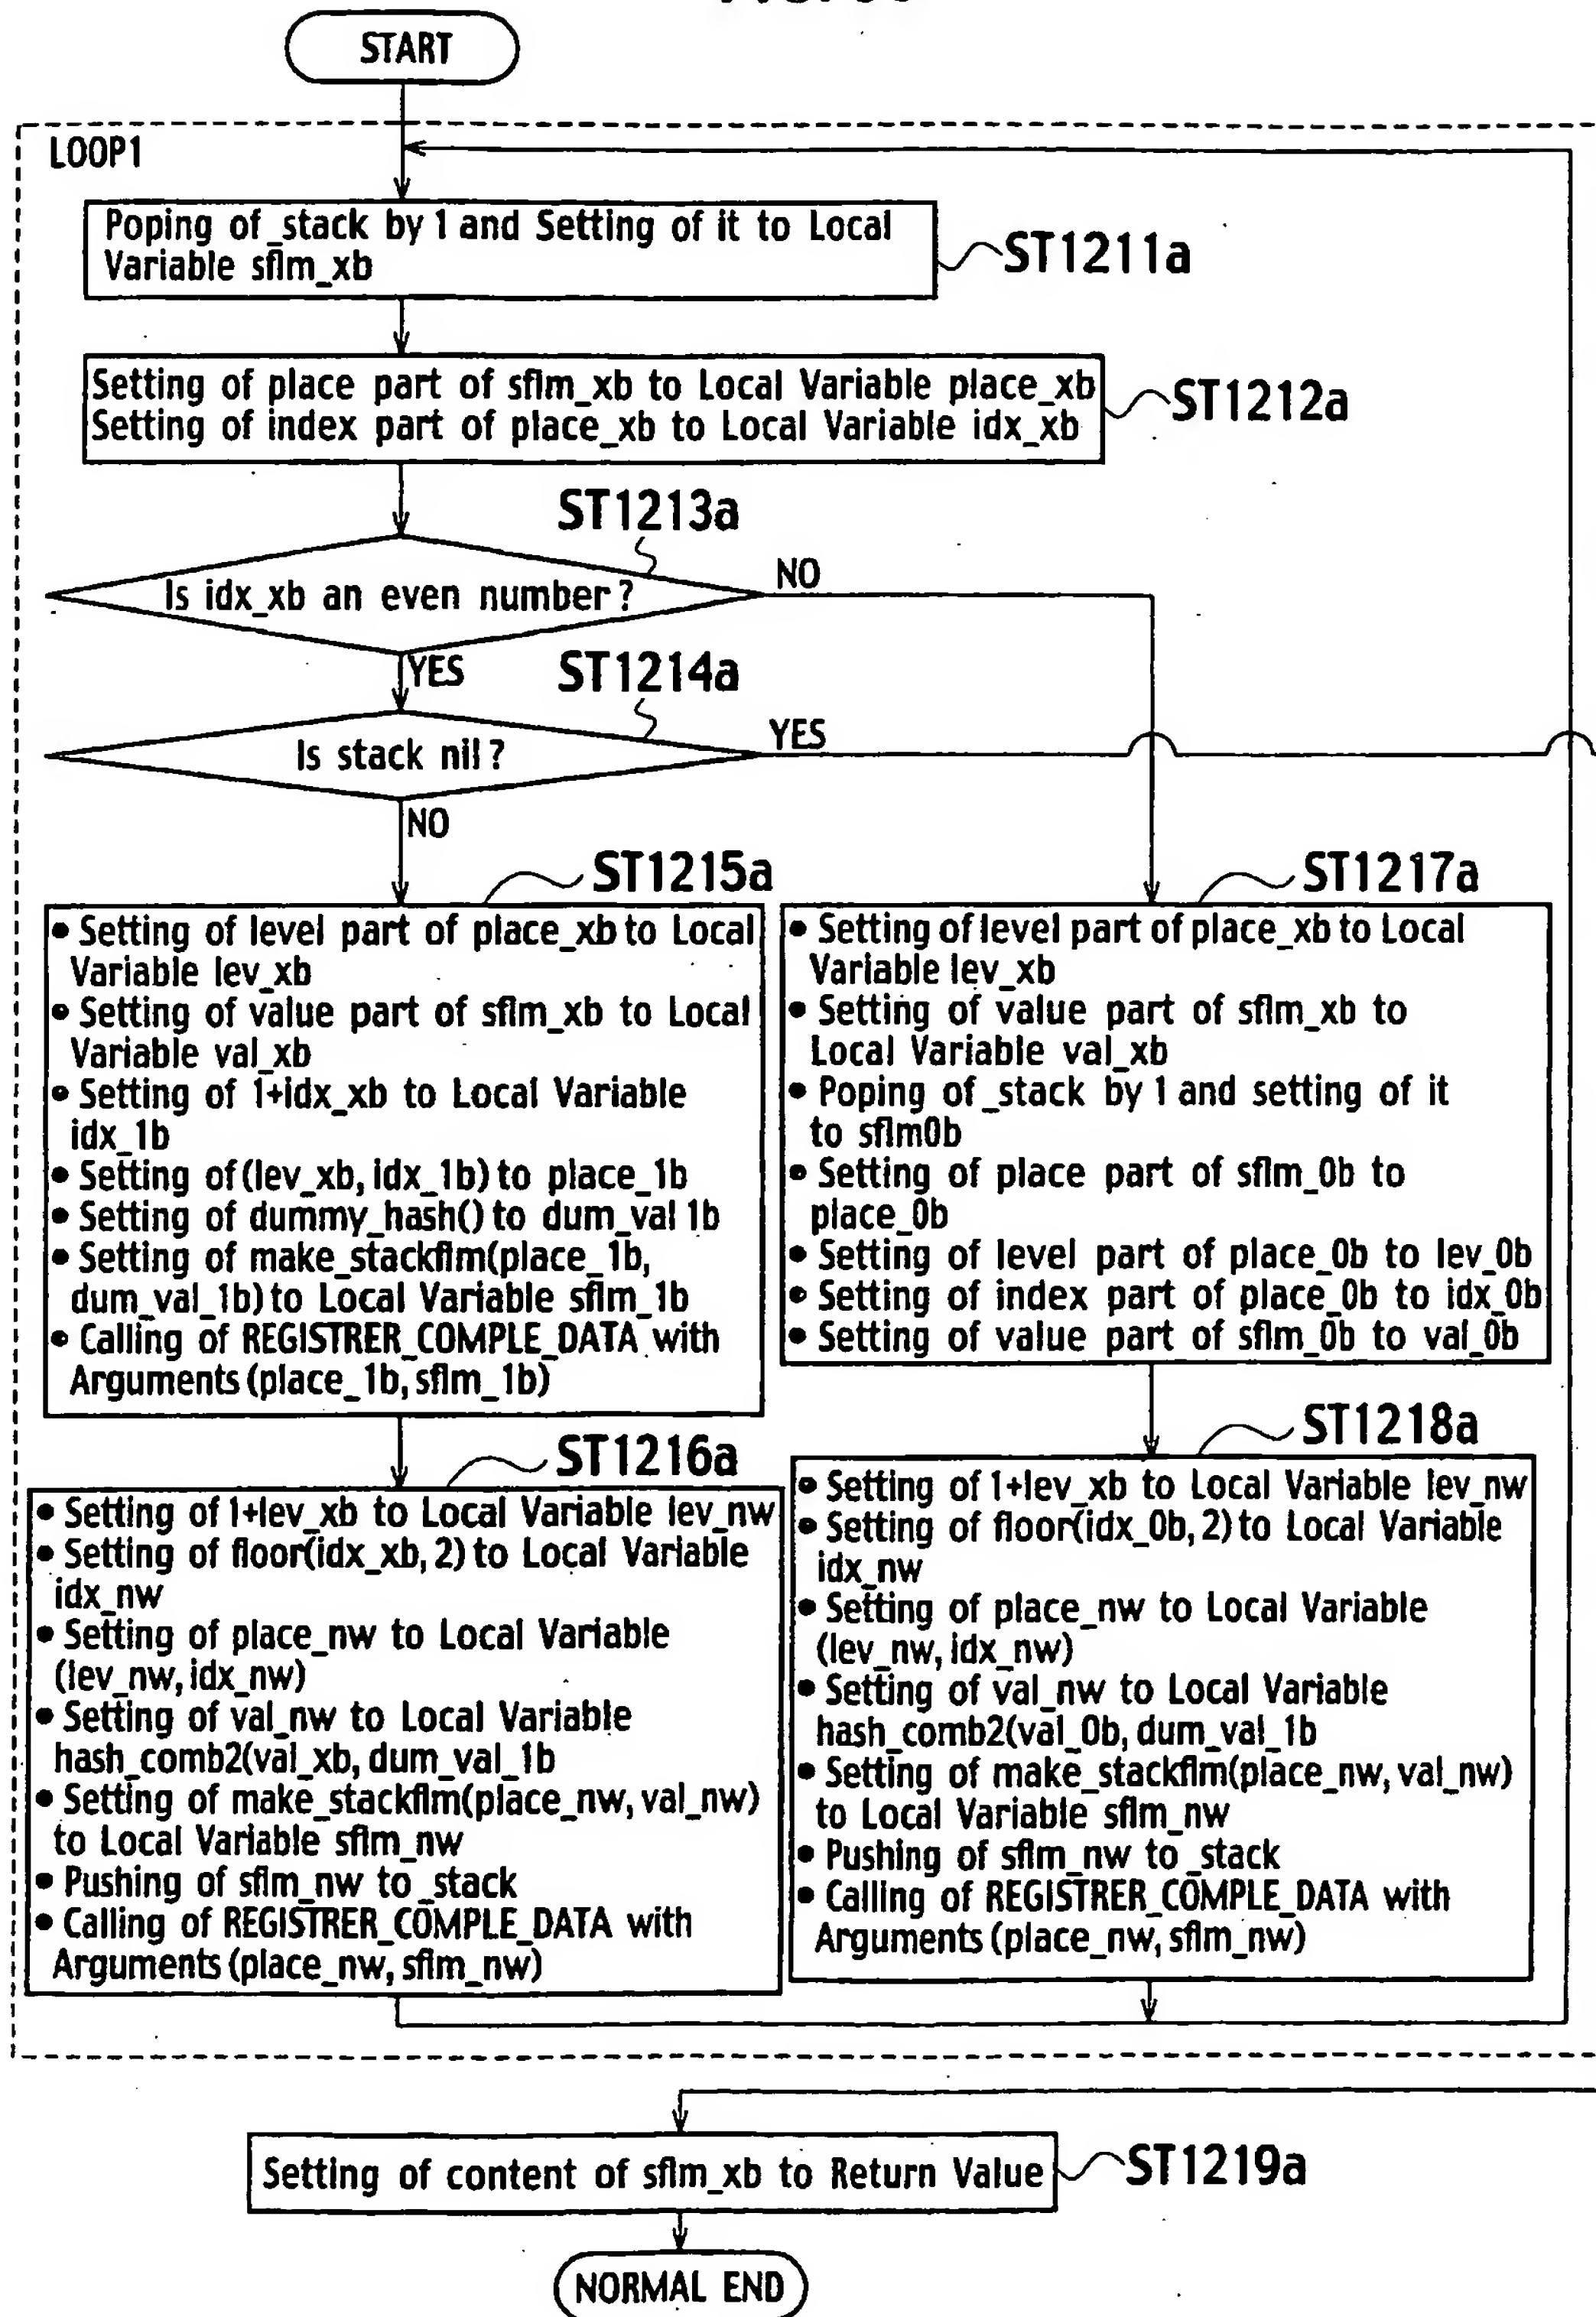 START
LOOP1
Poping of _stack by 1 and Setting of it to Local
Variable sflm_xb
ST1211a
Setting of place part of sflm_xb to Local Variable place_xb
Setting of index part of place_xb to Local Variable idx_xb
ST1212a
ST1213a
Is idx_xb an even number?
NO
YES
ST1214a
Is stack nil?
YES
NO
ST1215a
• Setting of level part of place_xb to Local
Variable lev_xb
• Setting of value part of sflm_xb to Local
Variable val_xb
• Setting of 1+idx_xb to Local Variable
idx_1b
• Setting of (lev_xb, idx_1b) to place_1b
• Setting of dummy_hash() to dum_val 1b
• Setting of make_stackflm(place_1b,
dum_val_1b) to Local Variable sflm_1b
• Calling of REGISTRER_COMPLE_DATA with
Arguments (place_1b, sflm_1b)
ST1217a
• Setting of level part of place_xb to Local
Variable lev_xb
• Setting of value part of sflm_xb to
Local Variable val_xb
• Poping of _stack by 1 and setting of it
to sflm0b
• Setting of place part of sflm_0b to
place_0b
• Setting of level part of place_0b to lev_0b
• Setting of index part of place_0b to idx_0b
• Setting of value part of sflm_0b to val_0b
ST1216a
• Setting of 1+lev_xb to Local Variable lev_nw
• Setting of floor(idx_xb, 2) to Local Variable
idx_nw
• Setting of place_nw to Local Variable
(lev_nw, idx_nw)
• Setting of val_nw to Local Variable
hash_comb2(val_xb, dum_val_1b
• Setting of make_stackflm(place_nw, val_nw)
to Local Variable sflm_nw
• Pushing of sflm_nw to _stack
• Calling of REGISTRER_COMPLE_DATA with
Arguments (place_nw, sflm_nw)
ST1218a
• Setting of 1+lev_xb to Local Variable lev_nw
• Setting of floor(idx_0b, 2) to Local Variable
idx_nw
• Setting of place_nw to Local Variable
(lev_nw, idx_nw)
• Setting of val_nw to Local Variable
hash_comb2(val_0b, dum_val_1b
• Setting of make_stackflm(place_nw, val_nw)
to Local Variable sflm_nw
• Pushing of sflm_nw to _stack
• Calling of REGISTRER_COMPLE_DATA with
Arguments (place_nw, sflm_nw)
Setting of content of sflm_xb to Return Value
ST1219a
NORMAL END